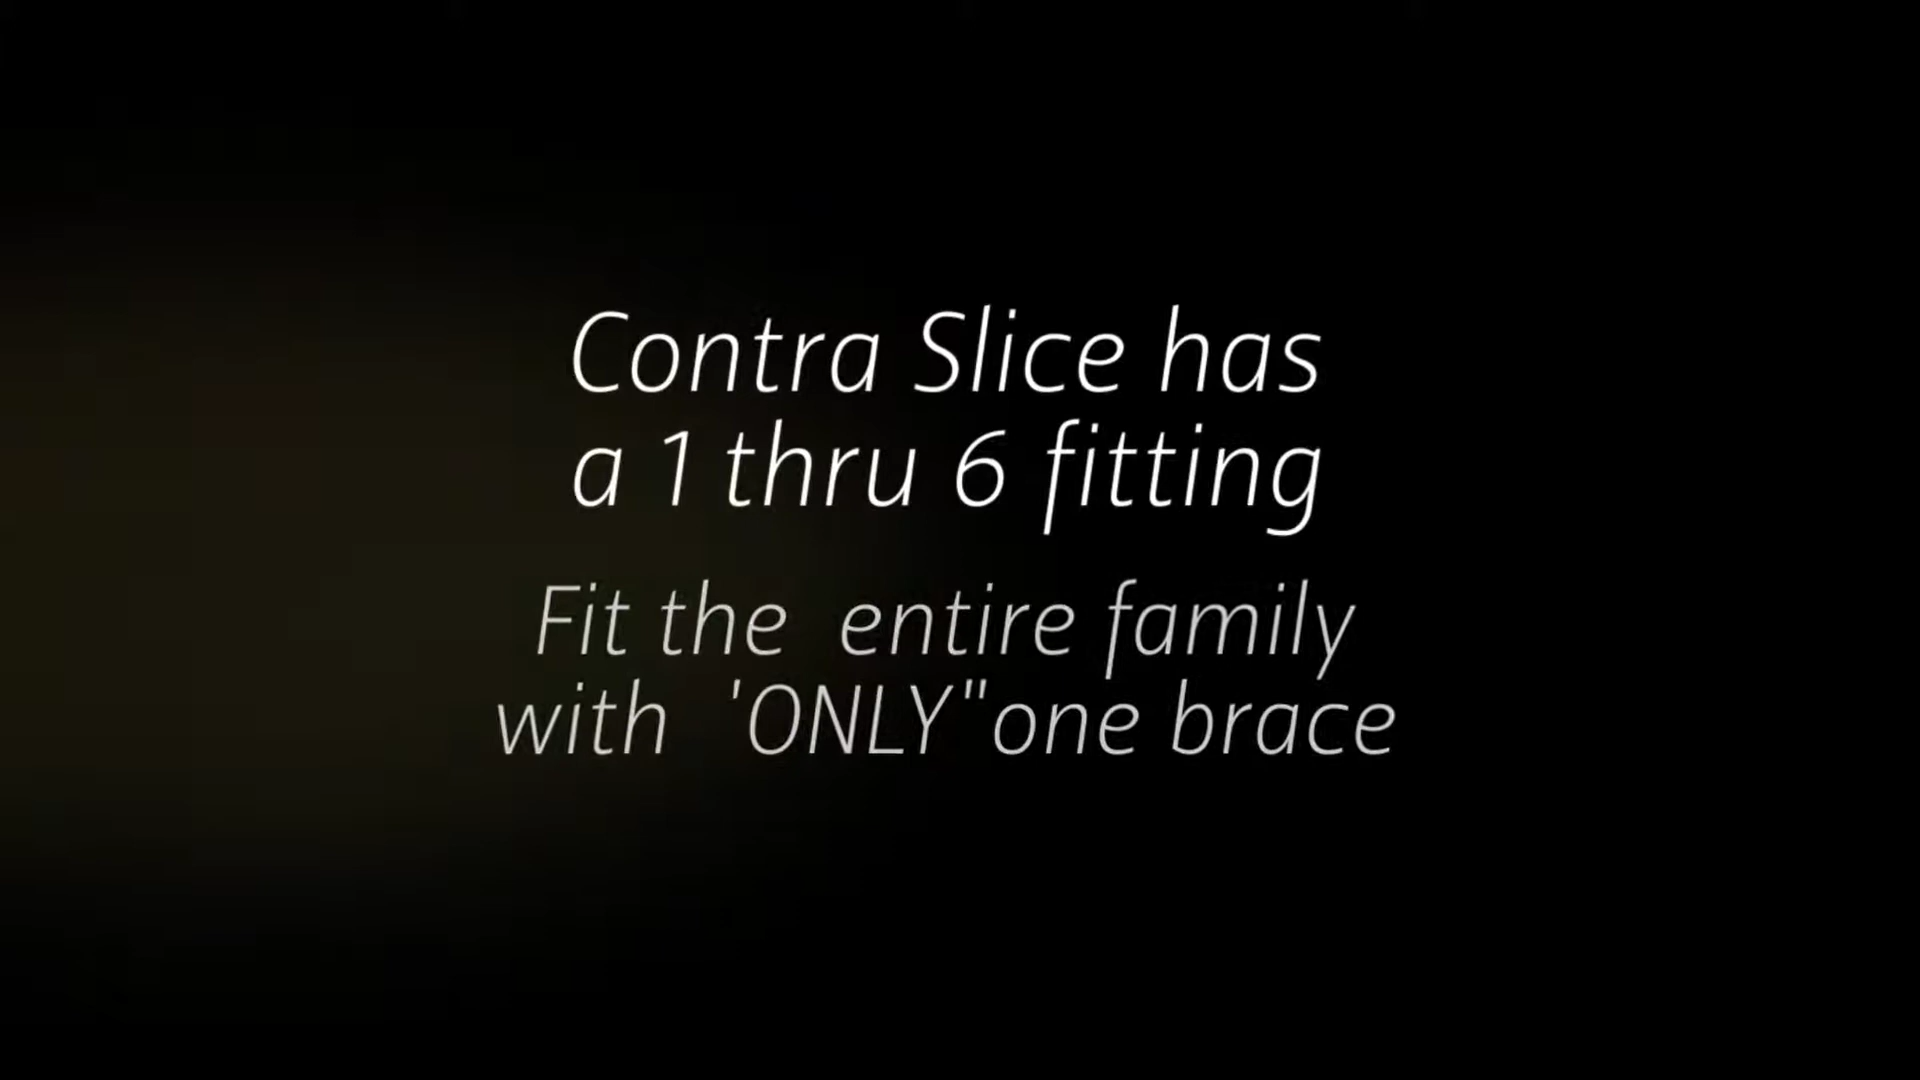 Contra Slice has
a 1 thru 6 fitting
Fit the  entire family
with  'ONLY"one brace